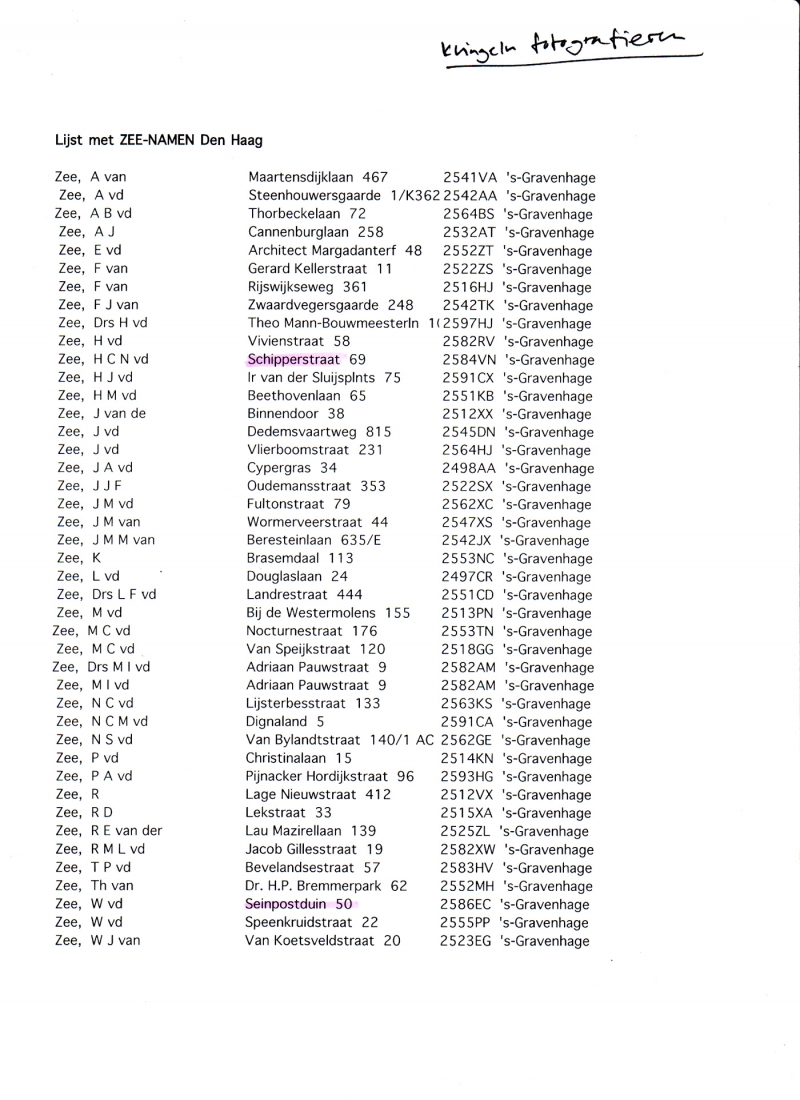 klingeln fotografieren
Lijst met ZEE-NAMEN Den Haag
Zee, A van Maartensdijklaan 467 2541VA 's-Gravenhage
Zee, A vd Steenhouwersgaarde 1/K362 2542AA 's-Gravenhage
Zee, A B vd Thorbeckelaan 72 2564BS 's-Gravenhage
Zee, A J Cannenburglaan 258 2532AT 's-Gravenhage
Zee, E vd Architect Margadanterf 48 2552ZT 's-Gravenhage
Zee, F van Gerard Kellerstraat 11 2522ZS 's-Gravenhage
Zee, F van Rijswijkseweg 361 2516HJ 's-Gravenhage
Zee, F J van Zwaardvegersgaarde 248 2542TK 's-Gravenhage
Zee, Drs H vd Theo Mann-Bouwmeesterln 1( 2597HJ 's-Gravenhage
Zee, H vd Vivienstraat 58 2582RV 's-Gravenhage
Zee, H C N vd Schipperstraat 69 2584VN 's-Gravenhage
Zee, H J vd Ir van der Sluijsplnts 75 2591CX 's-Gravenhage
Zee, H M vd Beethovenlaan 65 2551KB 's-Gravenhage
Zee, J van de Binnendoor 38 2512XX 's-Gravenhage
Zee, J vd Dedemsvaartweg 815 2545DN 's-Gravenhage
Zee, J vd Vlierboomstraat 231 2564HJ 's-Gravenhage
Zee, J A vd Cypergras 34 2498AA 's-Gravenhage
Zee, J J F Oudemansstraat 353 2522SX 's-Gravenhage
Zee, J M vd Fultonstraat 79 2562XC 's-Gravenhage
Zee, J M van Wormerveerstraat 44 2547XS 's-Gravenhage
Zee, J M M van Beresteinlaan 635/E 2542JX 's-Gravenhage
Zee, K Brasemdaal 113 2553NC 's-Gravenhage
Zee, L vd Douglaslaan 24 2497CR 's-Gravenhage
Zee, Drs L F vd Landrestraat 444 2551CD 's-Gravenhage
Zee, M vd Bij de Westermolens 155 2513PN 's-Gravenhage
Zee, M C vd Nocturnestraat 176 2553TN 's-Gravenhage
Zee, M C vd Van Speijkstraat 120 2518GG 's-Gravenhage
Zee, Drs M I vd Adriaan Pauwstraat 9 2582AM 's-Gravenhage
Zee, M I vd Adriaan Pauwstraat 9 2582AM 's-Gravenhage
Zee, N C vd Lijsterbesstraat 133 2563KS 's-Gravenhage
Zee, N C M vd Dignaland 5 2591CA 's-Gravenhage
Zee, N S vd Van Bylandtstraat 140/1 AC 2562GE 's-Gravenhage
Zee, P vd Christinalaan 15 2514KN 's-Gravenhage
Zee, P A vd Pijnacker Hordijkstraat 96 2593HG 's-Gravenhage
Zee, R Lage Nieuwstraat 412 2512VX 's-Gravenhage
Zee, R D Lekstraat 33 2515XA 's-Gravenhage
Zee, R E van der Lau Mazirellaan 139 2525ZL 's-Gravenhage
Zee, R M L vd Jacob Gillesstraat 19 2582XW 's-Gravenhage
Zee, T P vd Bevelandsestraat 57 2583HV 's-Gravenhage
Zee, Th van Dr. H.P. Bremmerpark 62 2552MH 's-Gravenhage
Zee, W vd Seinpostduin 50 2586EC 's-Gravenhage
Zee, W vd Speenkruidstraat 22 2555PP 's-Gravenhage
Zee, W J van Van Koetsveldstraat 20 2523EG 's-Gravenhage